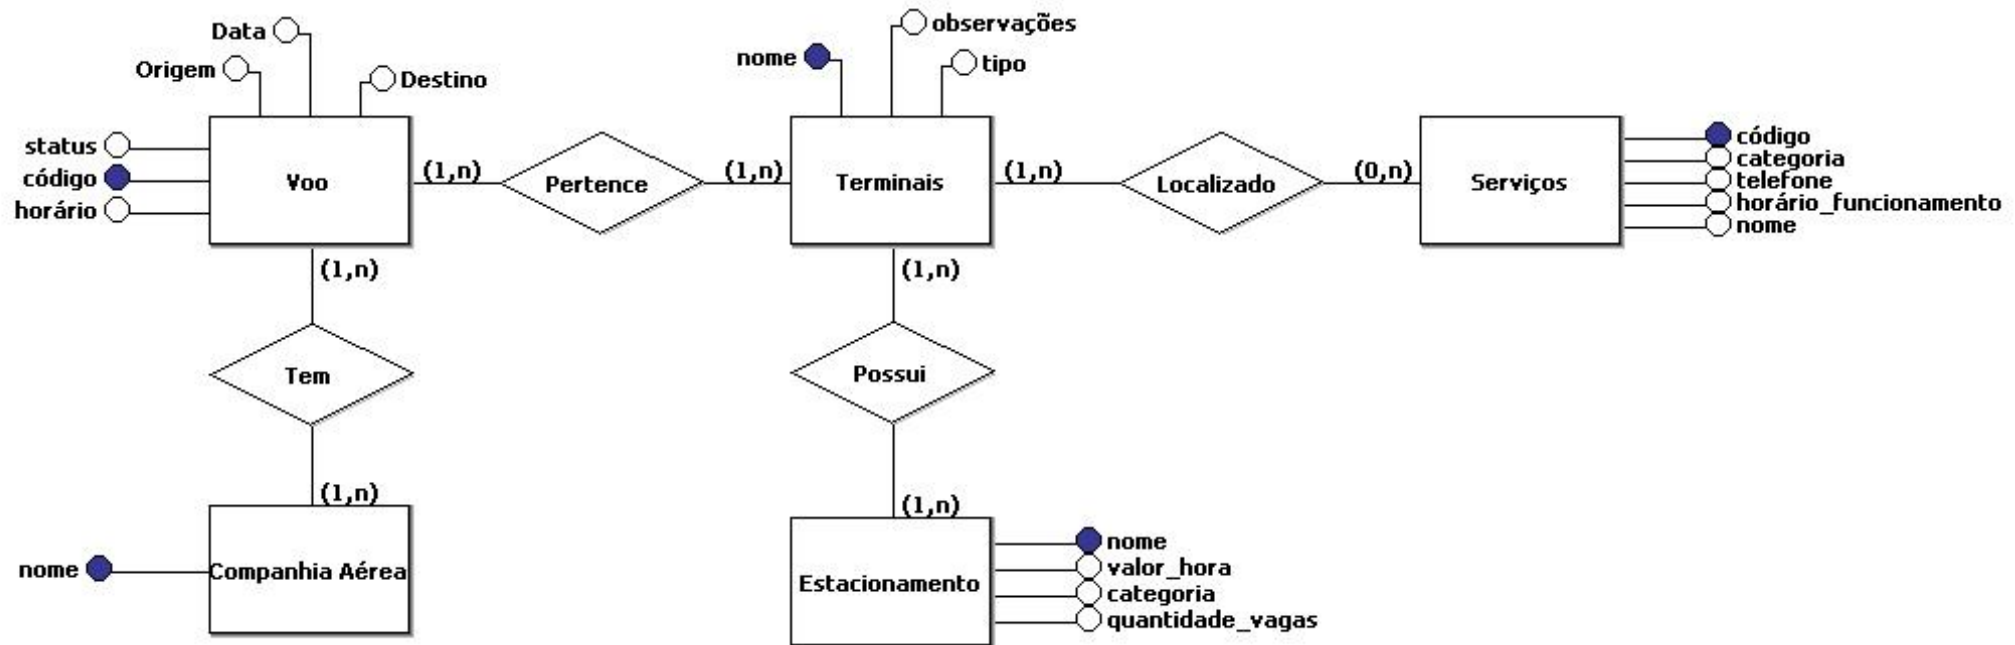 Data
observações
nome
tipo
Origem
Destino
status
código
horário
Voo
(1,n)
Pertence
(1,n)
Terminais
(1,n)
Localizado
(0,n)
Serviços
código
categoria
telefone
horário_funcionamento
nome
(1,n)
(1,n)
Tem
Possui
(1,n)
(1,n)
nome
Companhia Aérea
Estacionamento
nome
valor_hora
categoria
quantidade_vagas